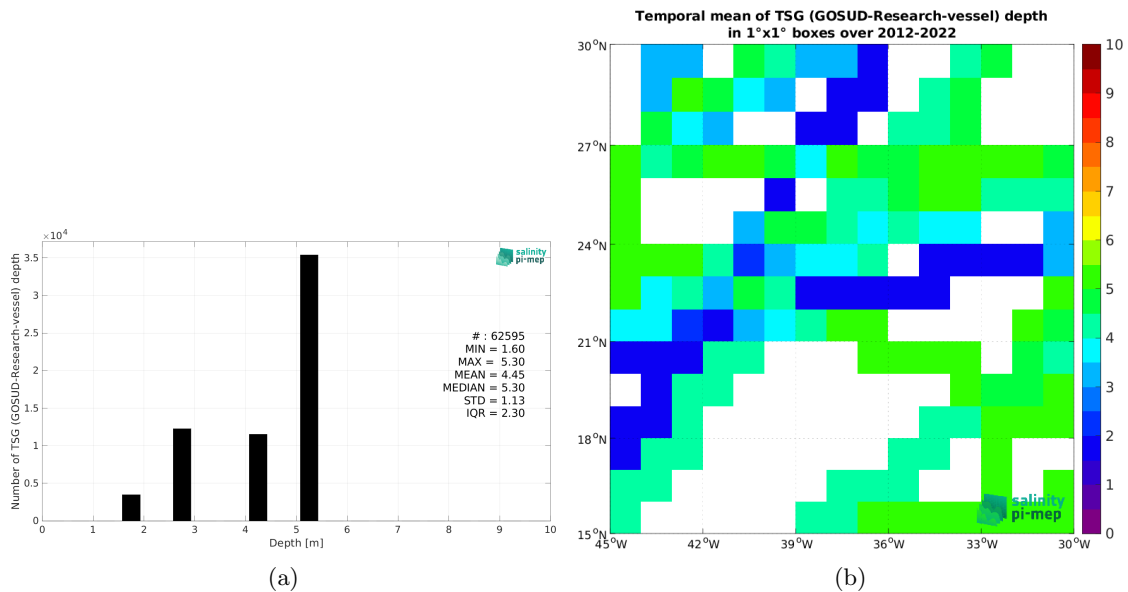 ×10^4
3.5
3
2.5
2
1.5
1
0.5
0
0 1 2 3 4 5 6 7 8 9 10
Depth [m]
Number of TSG (GOSUD-Research-vessel) depth
salinity
pi-mep
# : 62595
MIN = 1.60
MAX = 5.30
MEAN = 4.45
MEDIAN = 5.30
STD = 1.13
IQR = 2.30
(a)
Temporal mean of TSG (GOSUD-Research-vessel) depth
in 1°x1° boxes over 2012-2022
30°N
27°N
24°N
21°N
18°N
15°N
45°W 42°W 39°W 36°W 33°W 30°W
salinity
pi-mep
10
9
8
7
6
5
4
3
2
1
0
(b)